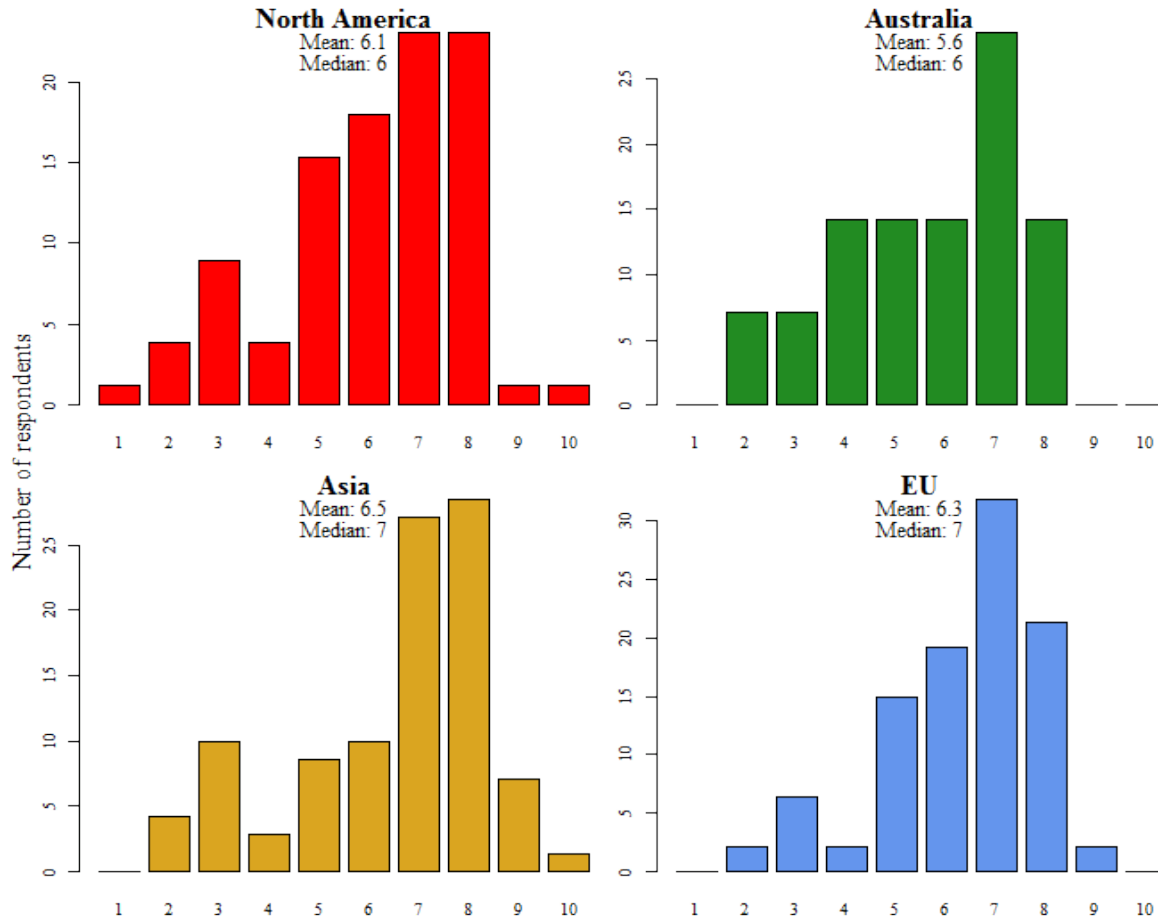 Number of respondents
North America
Mean: 6.1
Median: 6
20
15
10
5
0
1 2 3 4 5 6 7 8 9 10
Australia
Mean: 5.6
Median: 6
25
20
15
10
5
0
1 2 3 4 5 6 7 8 9 10
Asia
Mean: 6.5
Median: 7
25
20
15
10
5
0
1 2 3 4 5 6 7 8 9 10
EU
Mean: 6.3
Median: 7
30
25
20
15
10
5
0
1 2 3 4 5 6 7 8 9 10